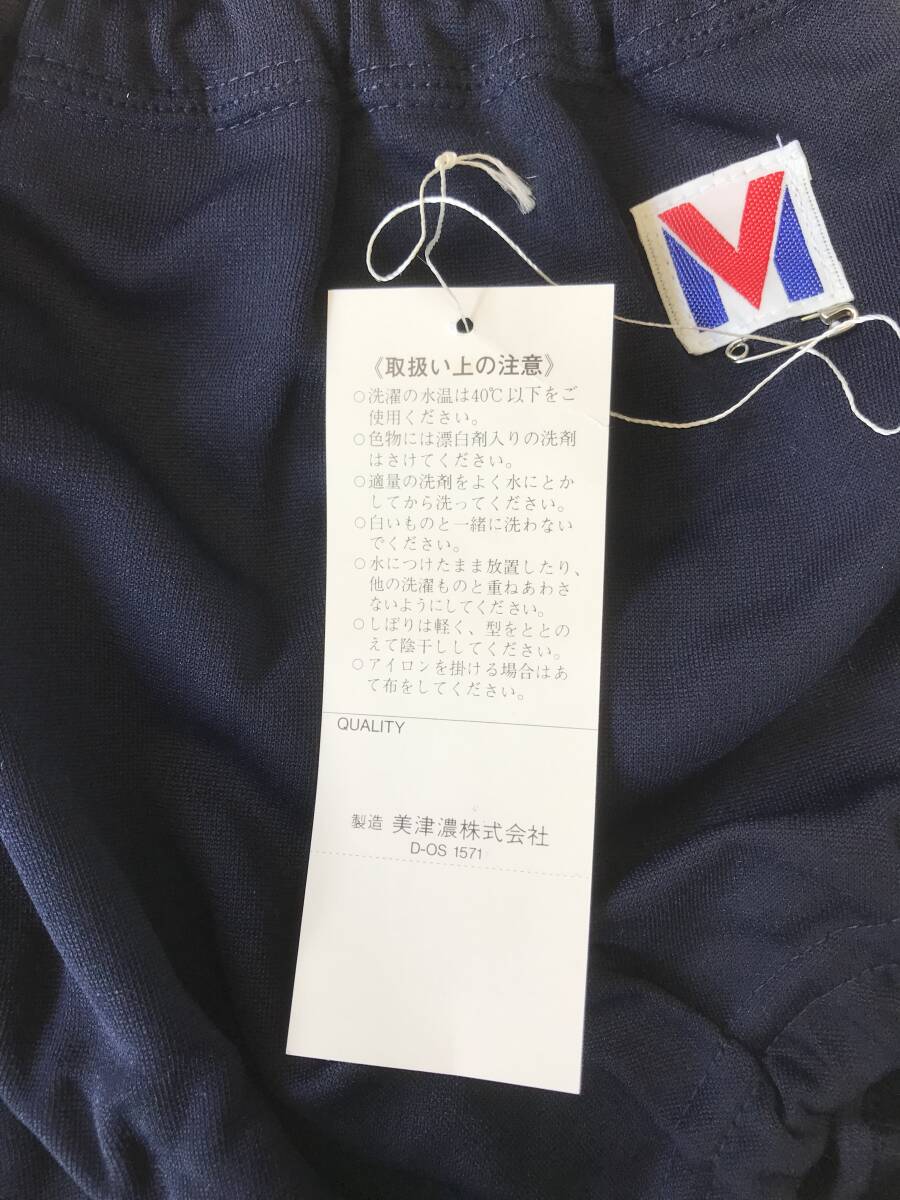 《取扱い上の注意》
○洗濯の水温は40℃以下をご
使用ください。
○色物には漂白剤入りの洗剤
はさけてください。
○適量の洗剤をよく水にとか
してから洗ってください。
○白いものと一緒に洗わない
でください。
○水につけたまま放置したり、
他の洗濯ものと重ねあわさ
ないようにしてください。
○しぼりは軽く、型をととの
えて陰干ししてください。
○アイロンを掛ける場合はあ
て布をしてください。
QUALITY
製造 美津濃株式会社
D-OS 1571